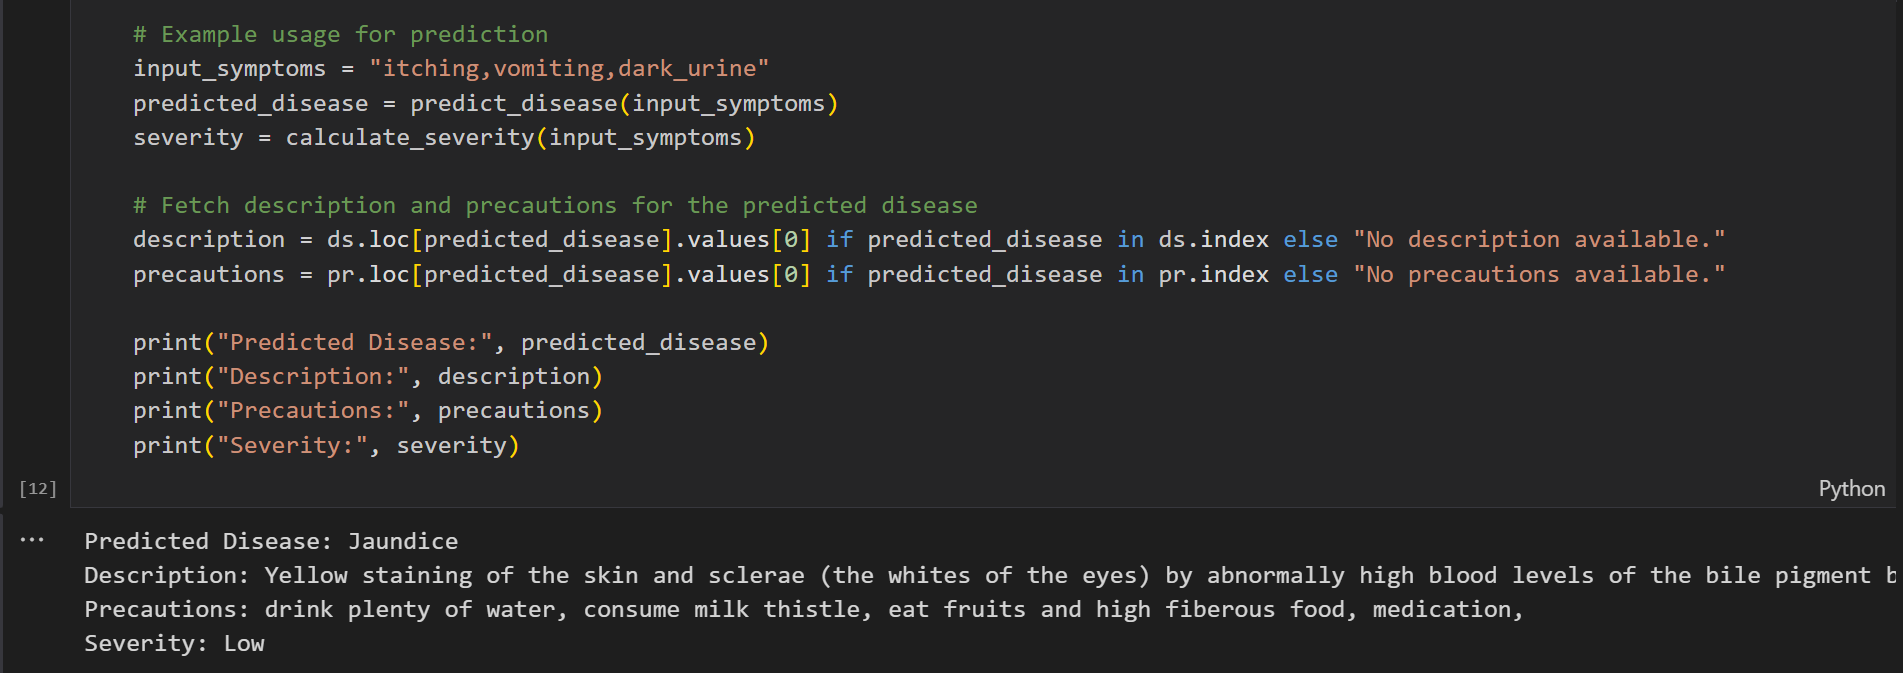 # Example usage for prediction
input_symptoms = "itching,vomiting,dark_urine"
predicted_disease = predict_disease(input_symptoms)
severity = calculate_severity(input_symptoms)
# Fetch description and precautions for the predicted disease
description = ds.loc[predicted_disease].values[0] if predicted_disease in ds.index else "No description available."
precautions = pr.loc[predicted_disease].values[0] if predicted_disease in pr.index else "No precautions available."
print("Predicted Disease:", predicted_disease)
print("Description:", description)
print("Precautions:", precautions)
print("Severity:", severity)
[12]
Python
...
Predicted Disease: Jaundice
Description: Yellow staining of the skin and sclerae (the whites of the eyes) by abnormally high blood levels of the bile pigment
Precautions: drink plenty of water, consume milk thistle, eat fruits and high fiberous food, medication,
Severity: Low